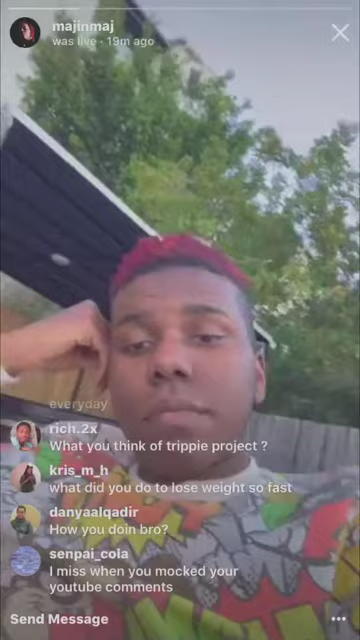 majinmaj
was live · 19m ago
everyday
rich.2x
What you think of trippie project ?
kris_m_h
what did you do to lose weight so fast
danyaalqadir
How you doin bro?
senpai_cola
I miss when you mocked your
youtube comments
Send Message